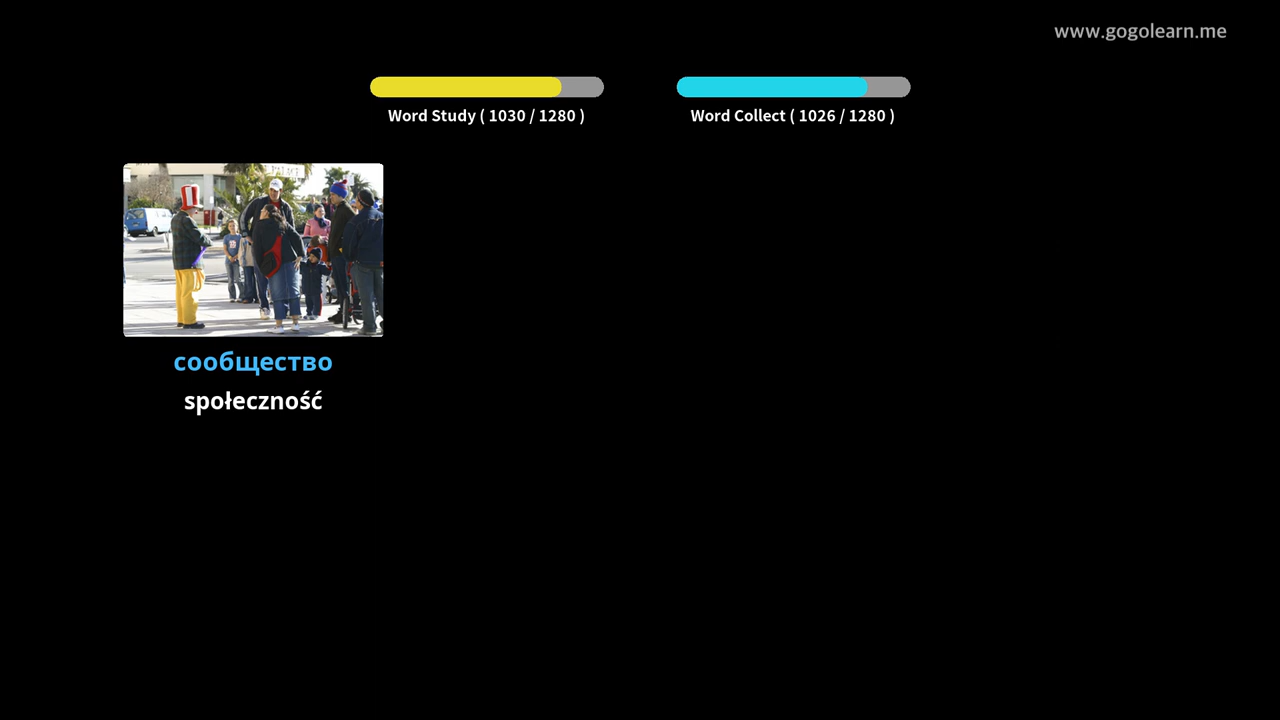 www.gogolearn.me
Word Study ( 1030 / 1280 )
Word Collect ( 1026 / 1280 )
сообщество
społeczność